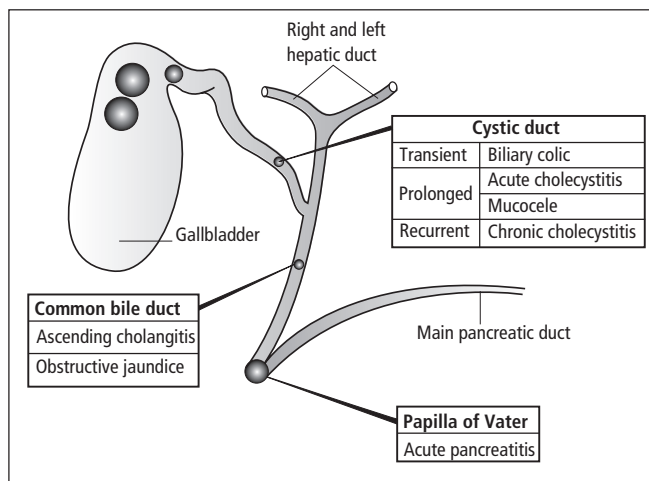 Right and left
hepatic duct
Cystic duct
Transient Biliary colic
Prolonged Acute cholecystitis
Mucocele
Recurrent Chronic cholecystitis
Gallbladder
Common bile duct
Ascending cholangitis
Obstructive jaundice
Main pancreatic duct
Papilla of Vater
Acute pancreatitis